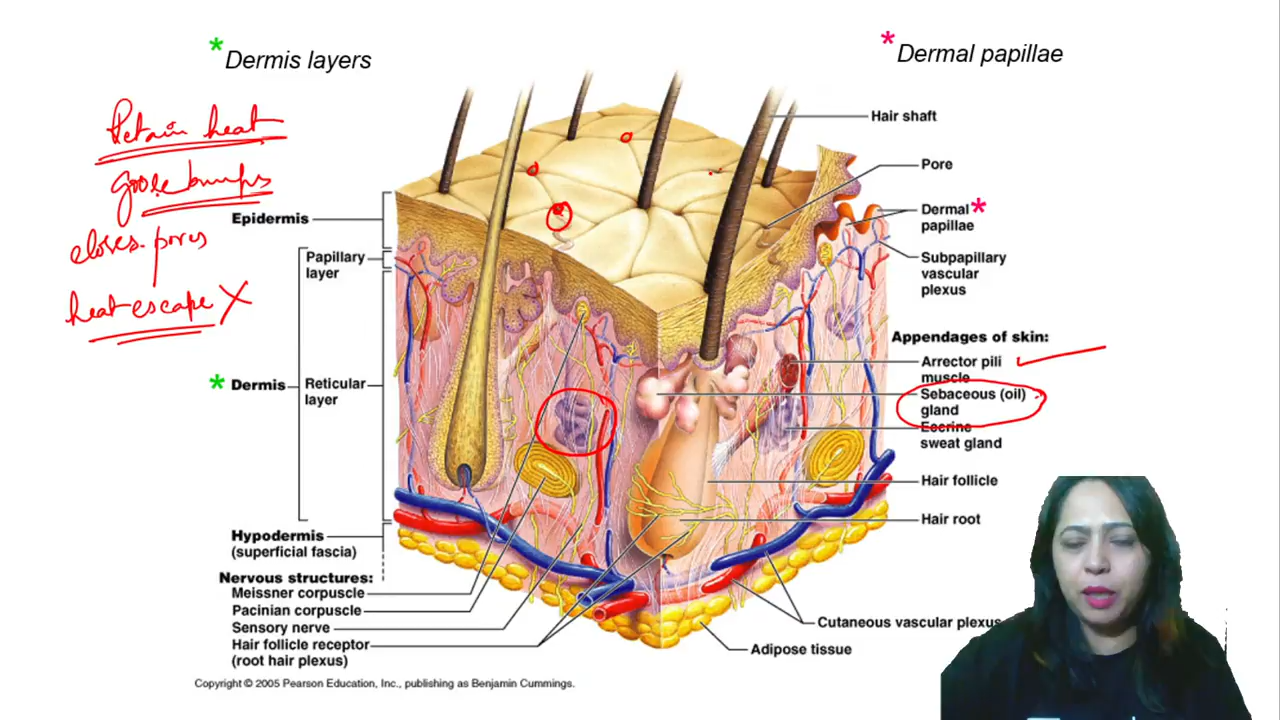 * Dermis layers
* Dermal papillae
Retain heat
goosebumps
closes pores
heat escape X
Epidermis
Papillary
layer
* Dermis
Reticular
layer
Hypodermis
(superficial fascia)
Nervous structures:
Meissner corpuscle
Pacinian corpuscle
Sensory nerve
Hair follicle receptor
(root hair plexus)
Hair shaft
Pore
Dermal *
papillae
Subpapillary
vascular
plexus
Appendages of skin:
Arrector pili
muscle
Sebaceous (oil)
gland
Eccrine
sweat gland
Hair follicle
Hair root
Cutaneous vascular plexus
Adipose tissue
Copyright © 2005 Pearson Education, Inc., publishing as Benjamin Cummings.